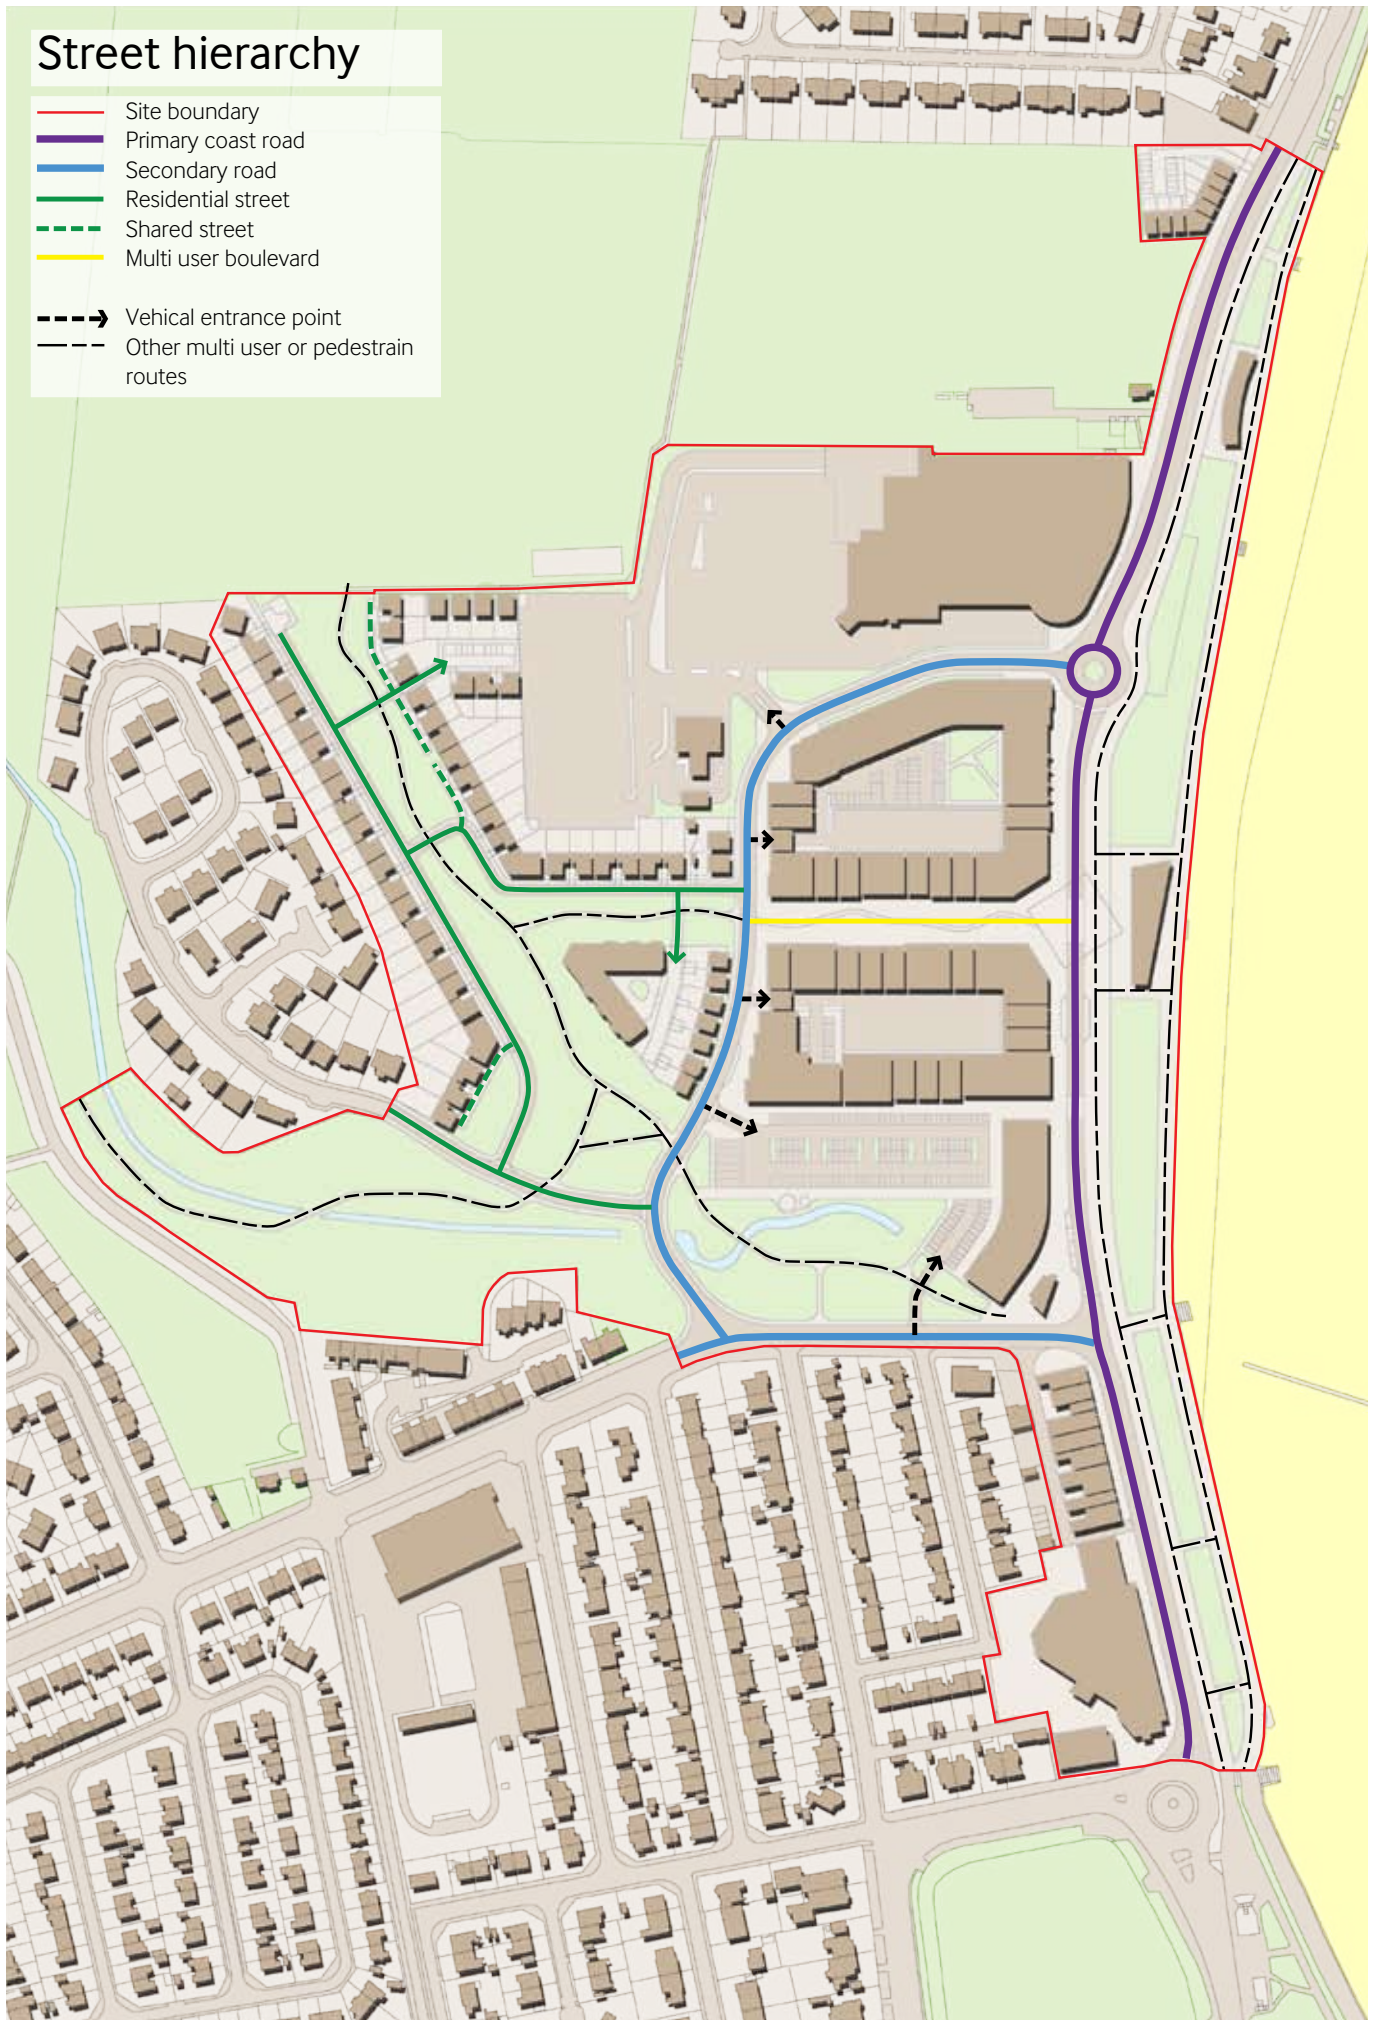 Street hierarchy
Site boundary
Primary coast road
Secondary road
Residential street
Shared street
Multi user boulevard
Vehical entrance point
Other multi user or pedestrain
routes